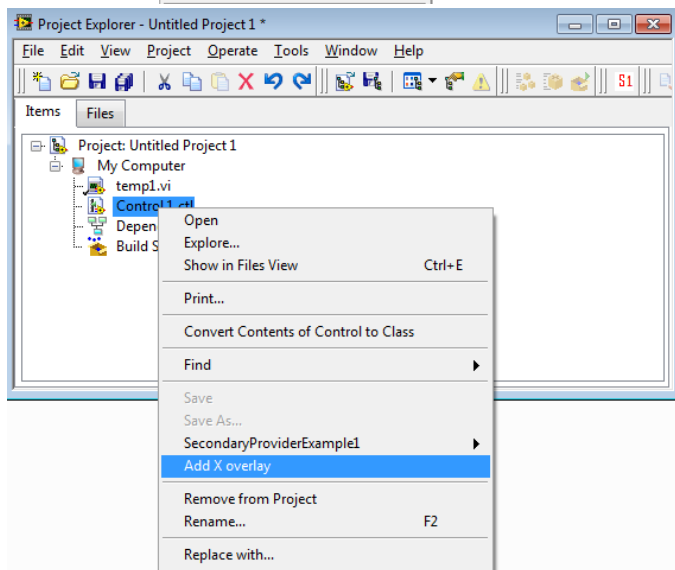 Project Explorer - Untitled Project 1 *
File Edit View Project Operate Tools Window Help
S1
Items Files
Project: Untitled Project 1
My Computer
temp1.vi
Control 1.ctl
Depen
Build S
Open
Explore...
Show in Files View Ctrl+E
Print...
Convert Contents of Control to Class
Find
Save
Save As...
SecondaryProviderExample1
Add X overlay
Remove from Project
Rename... F2
Replace with...